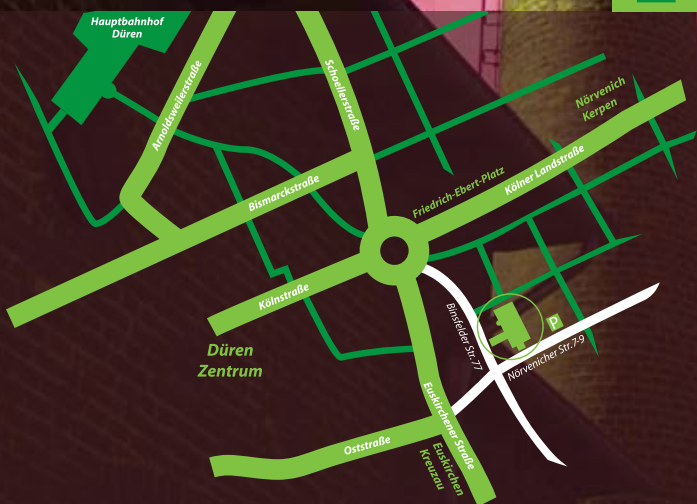 Hauptbahnhof
Düren
Arnoldsweilerstraße
Schoellerstraße
Nörvenich
Kerpen
Bismarckstraße
Friedrich-Ebert-Platz
Kölner Landstraße
Kölnstraße
Düren
Zentrum
Binsfelder Str. 77
P
Nörvenicher Str.7-9
Euskirchener Straße
Oststraße
Euskirchen
Kreuzau